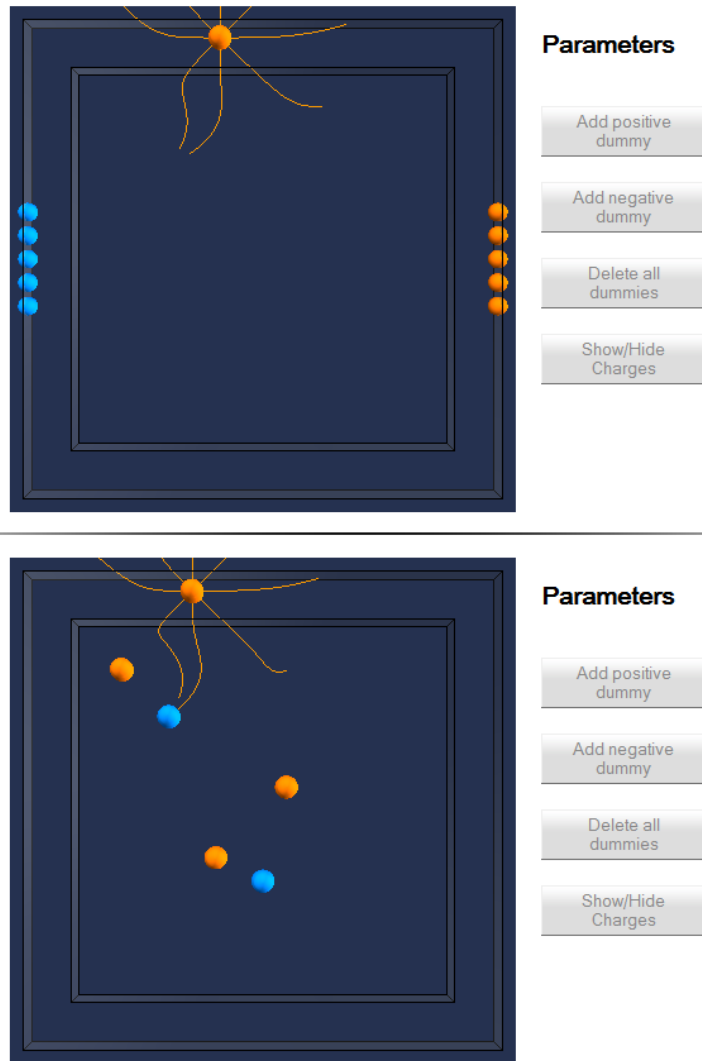 Parameters
Add positive
dummy
Add negative
dummy
Delete all
dummies
Show/Hide
Charges
Parameters
Add positive
dummy
Add negative
dummy
Delete all
dummies
Show/Hide
Charges